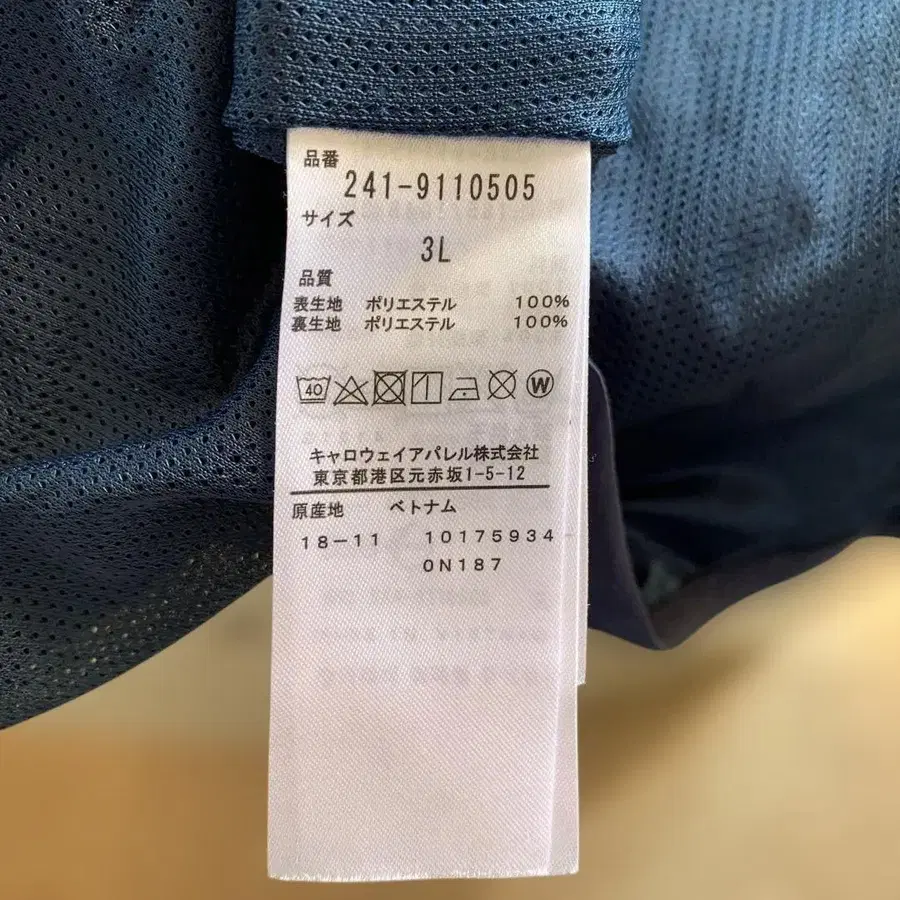 品番
241-9110505
サイズ
3L
品質
表生地 ポリエステル 100%
裏生地 ポリエステル 100%
40 W
キャロウェイアパレル株式会社
東京都港区元赤坂1-5-12
原産地 ベトナム
18-11 10175934
0N187